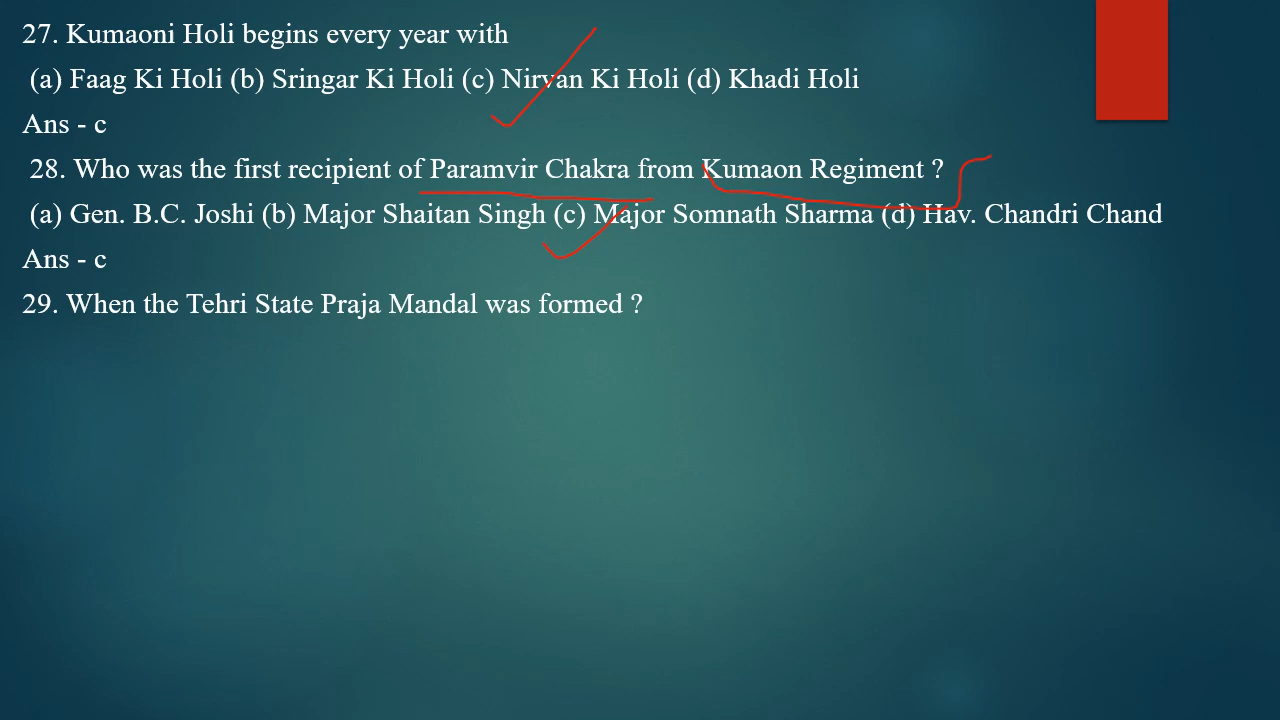 27. Kumaoni Holi begins every year with
(a) Faag Ki Holi (b) Sringar Ki Holi (c) Nirvan Ki Holi (d) Khadi Holi
Ans - c
28. Who was the first recipient of Paramvir Chakra from Kumaon Regiment ?
(a) Gen. B.C. Joshi (b) Major Shaitan Singh (c) Major Somnath Sharma (d) Hav. Chandri Chand
Ans - c
29. When the Tehri State Praja Mandal was formed ?